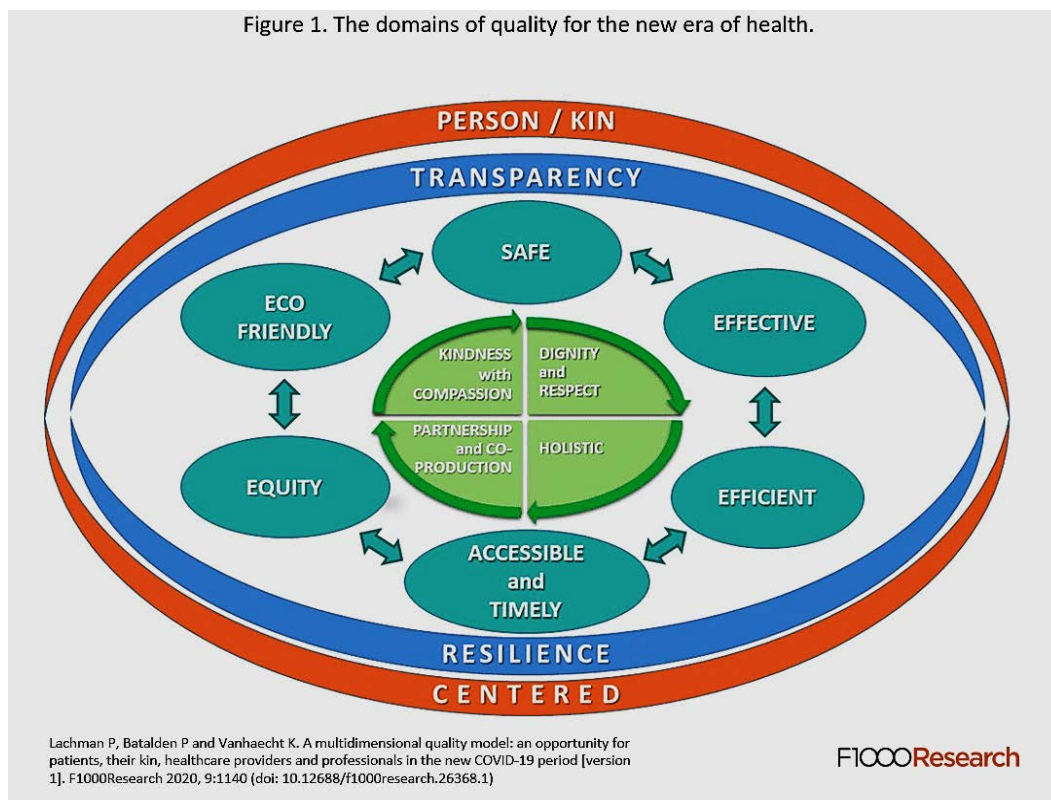 Figure 1. The domains of quality for the new era of health.
PERSON / KIN
TRANSPARENCY
SAFE
ECO
FRIENDLY
EFFECTIVE
KINDNESS
with
COMPASSION
DIGNITY
and
RESPECT
PARTNERSHIP
and CO-
PRODUCTION
HOLISTIC
EQUITY
EFFICIENT
ACCESSIBLE
and
TIMELY
RESILIENCE
CENTERED
Lachman P, Batalden P and Vanhaecht K. A multidimensional quality model: an opportunity for
patients, their kin, healthcare providers and professionals in the new COVID-19 period [version
1]. F1000Research 2020, 9:1140 (doi: 10.12688/f1000research.26368.1)
F1000Research